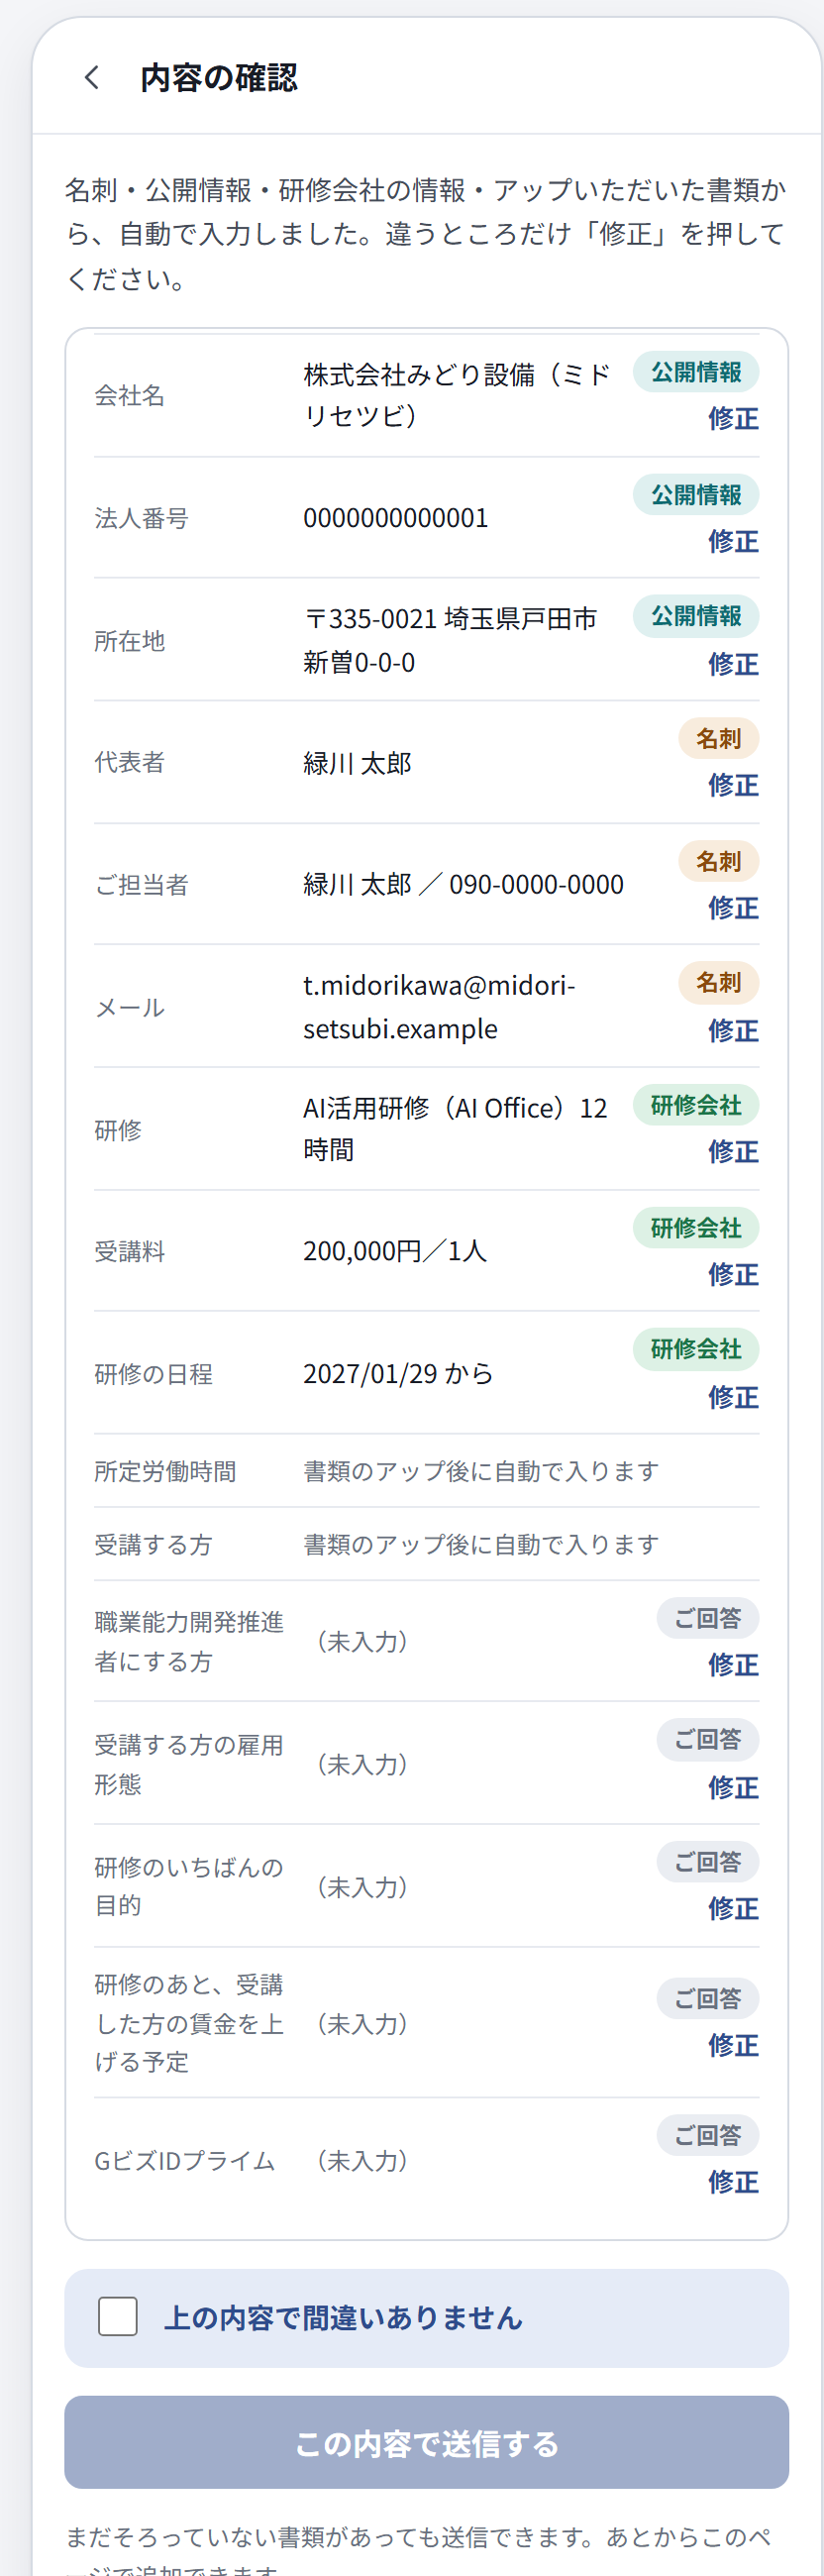 内容の確認
名刺・公開情報・研修会社の情報・アップいただいた書類か
ら、自動で入力しました。違うところだけ「修正」を押して
ください。
会社名
株式会社みどり設備（ミド
リセツビ）
公開情報
修正
法人番号
0000000000001
公開情報
修正
所在地
〒335-0021 埼玉県戸田市
新曽0-0-0
公開情報
修正
代表者
緑川 太郎
名刺
修正
ご担当者
緑川 太郎 ／ 090-0000-0000
名刺
修正
メール
t.midorikawa@midori-
setsubi.example
名刺
修正
研修
AI活用研修（AI Office）12
時間
研修会社
修正
受講料
200,000円／1人
研修会社
修正
研修の日程
2027/01/29 から
研修会社
修正
所定労働時間
書類のアップ後に自動で入ります
受講する方
書類のアップ後に自動で入ります
職業能力開発推進
者にする方
（未入力）
ご回答
修正
受講する方の雇用
形態
（未入力）
ご回答
修正
研修のいちばんの
目的
（未入力）
ご回答
修正
研修のあと、受講
した方の賃金を上
げる予定
（未入力）
ご回答
修正
GビズIDプライム
（未入力）
ご回答
修正
上の内容で間違いありません
この内容で送信する
まだそろっていない書類があっても送信できます。あとからこのペ
ージで追加できます